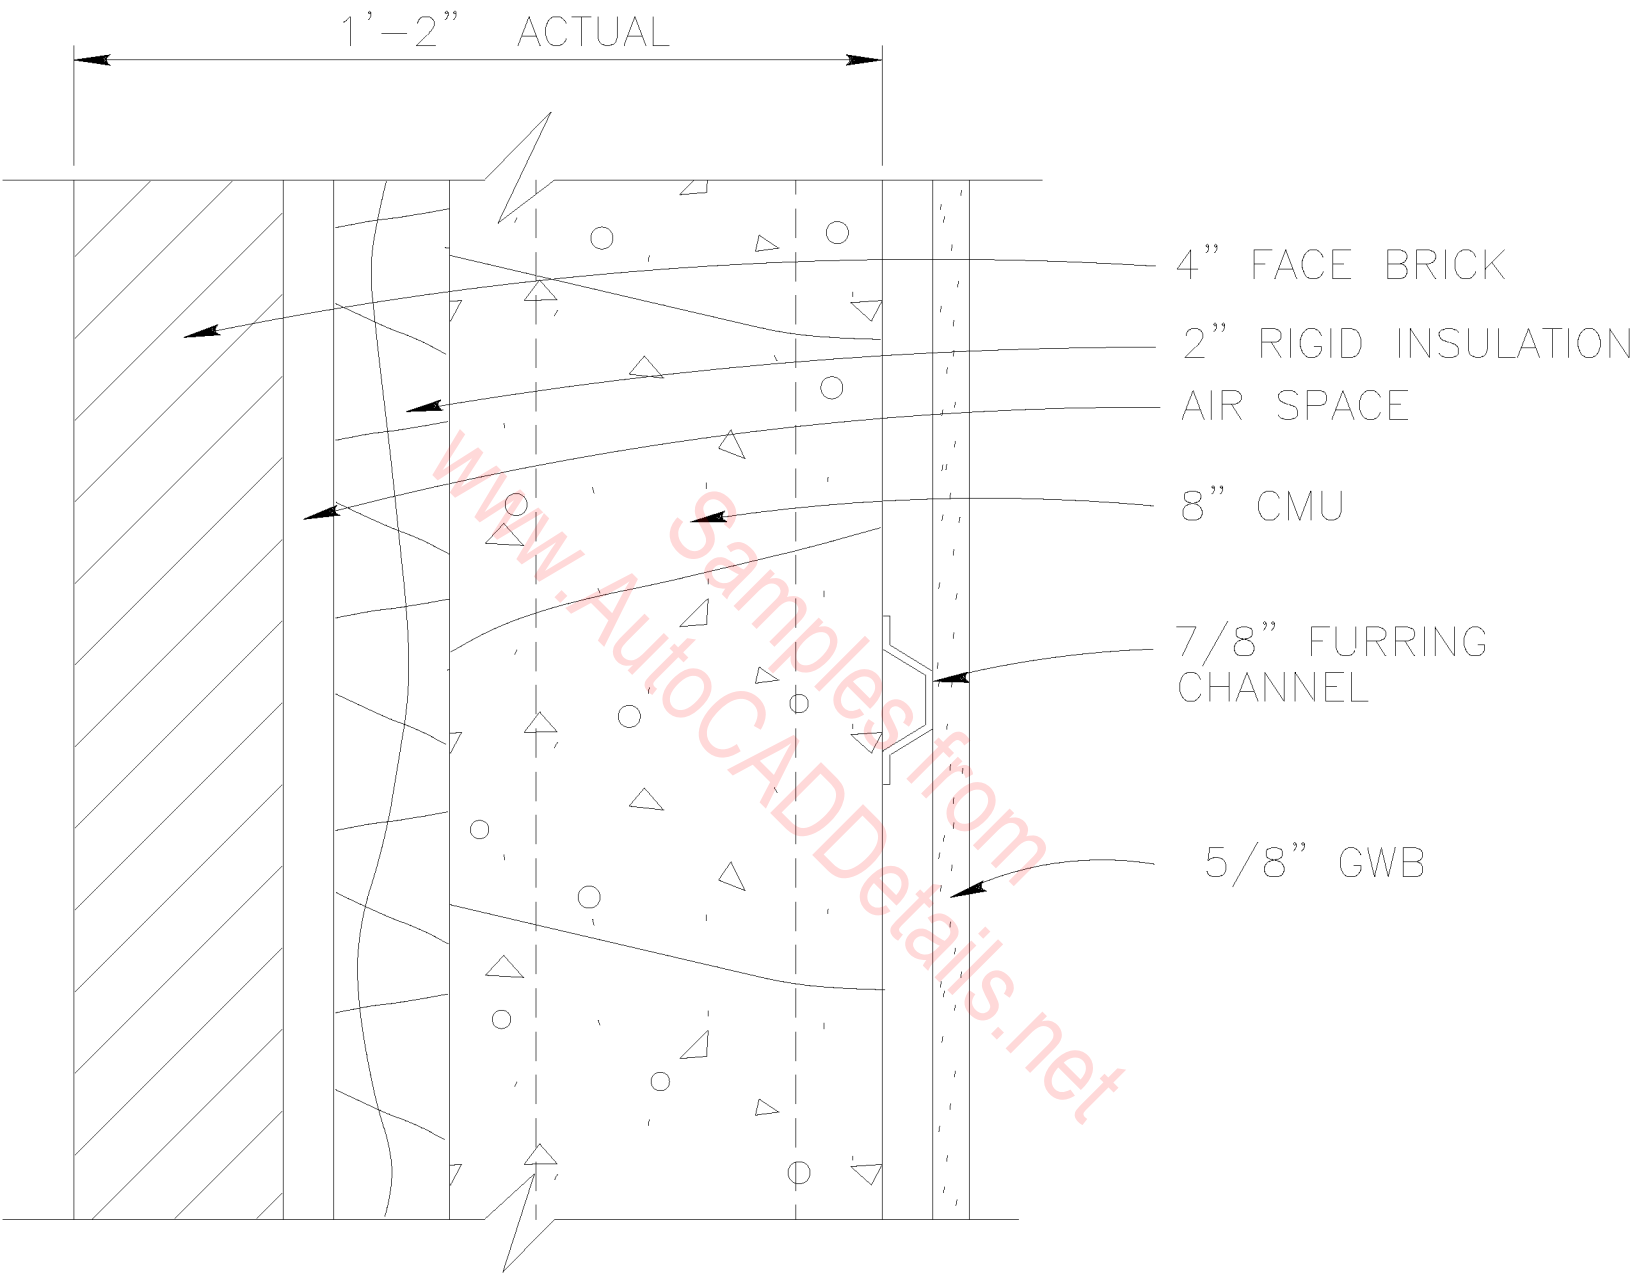 1'-2" ACTUAL
4" FACE BRICK
2" RIGID INSULATION
AIR SPACE
8" CMU
7/8" FURRING
CHANNEL
5/8" GWB
Samples from
www.AutoCADDetails.net